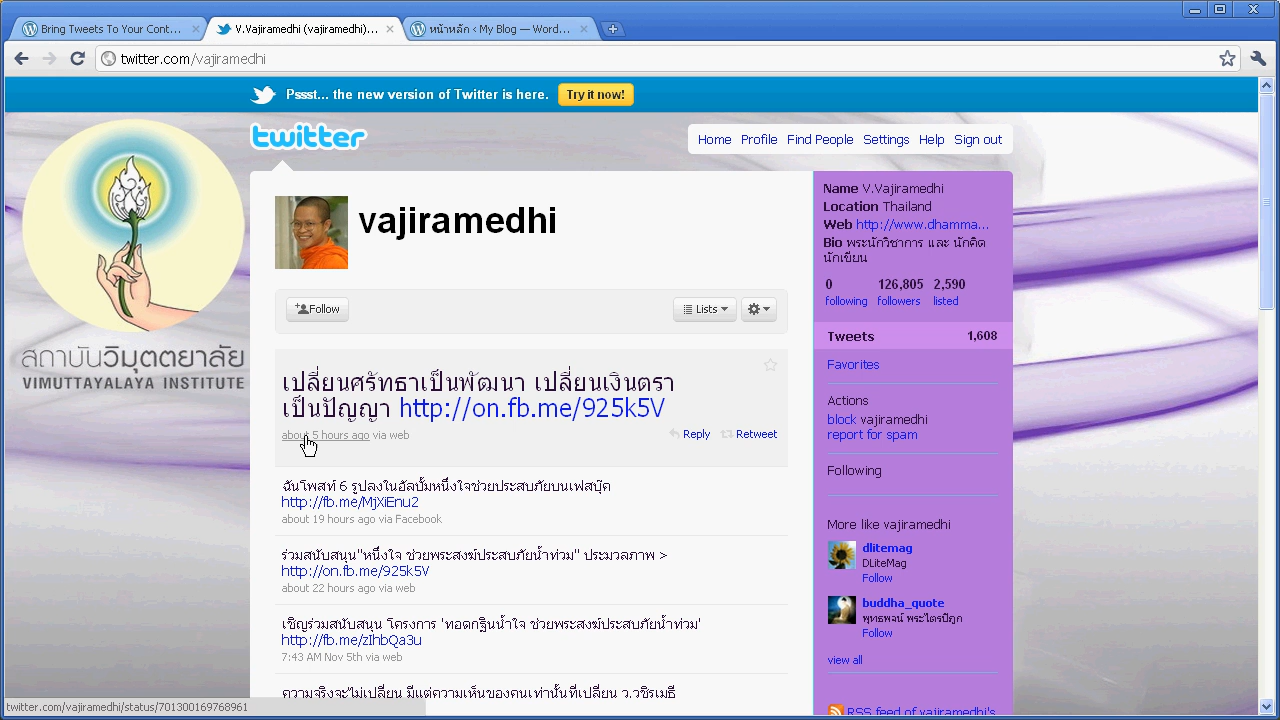 Bring Tweets To Your Cont...
V.Vajiramedhi (vajiramedhi)...
หน้าหลัก ‹ My Blog — Word...
twitter.com/vajiramedhi
Pssst... the new version of Twitter is here. Try it now!
twitter
Home Profile Find People Settings Help Sign out
สถาบันวิมุตตยาลัย
VIMUTTAYALAYA INSTITUTE
vajiramedhi
Follow
Lists
เปลี่ยนศรัทธาเป็นพัฒนา เปลี่ยนเงินตรา
เป็นปัญญา http://on.fb.me/925k5V
about 5 hours ago via web
Reply Retweet
ฉันโพสท์ 6 รูปลงในอัลบั้มหนึ่งใจช่วยประสบภัยบนเฟสบุ๊ค
http://fb.me/MjXiEnu2
about 19 hours ago via Facebook
ร่วมสนับสนุน"หนึ่งใจ ช่วยพระสงฆ์ประสบภัยน้ำท่วม" ประมวลภาพ >
http://on.fb.me/925k5V
about 22 hours ago via web
เชิญร่วมสนับสนุน โครงการ 'ทอดกฐินน้ำใจ ช่วยพระสงฆ์ประสบภัยน้ำท่วม'
http://fb.me/zIhbQa3u
7:43 AM Nov 5th via web
ความจริงจะไม่เปลี่ยน มีแต่ความเห็นของคนเท่านั้นที่เปลี่ยน ว.วชิรเมธี
Name V.Vajiramedhi
Location Thailand
Web http://www.dhamma...
Bio พระนักวิชาการ และ นักคิด
นักเขียน
0 126,805 2,590
following followers listed
Tweets 1,608
Favorites
Actions
block vajiramedhi
report for spam
Following
More like vajiramedhi
dlitemag
DLiteMag
Follow
buddha_quote
พุทธพจน์ พระไตรปิฎก
Follow
view all
RSS feed of vajiramedhi's
twitter.com/vajiramedhi/status/701300169768961